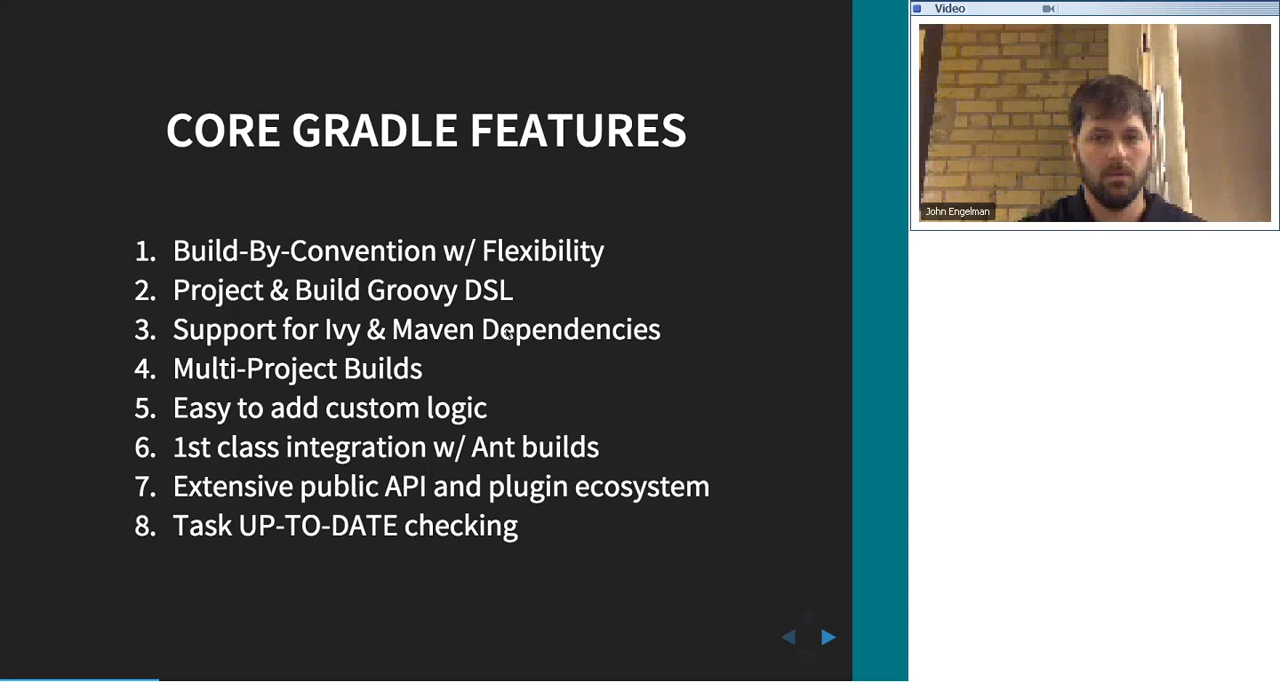 CORE GRADLE FEATURES
1. Build-By-Convention w/ Flexibility
2. Project & Build Groovy DSL
3. Support for Ivy & Maven Dependencies
4. Multi-Project Builds
5. Easy to add custom logic
6. 1st class integration w/ Ant builds
7. Extensive public API and plugin ecosystem
8. Task UP-TO-DATE checking
Video
John Engelman